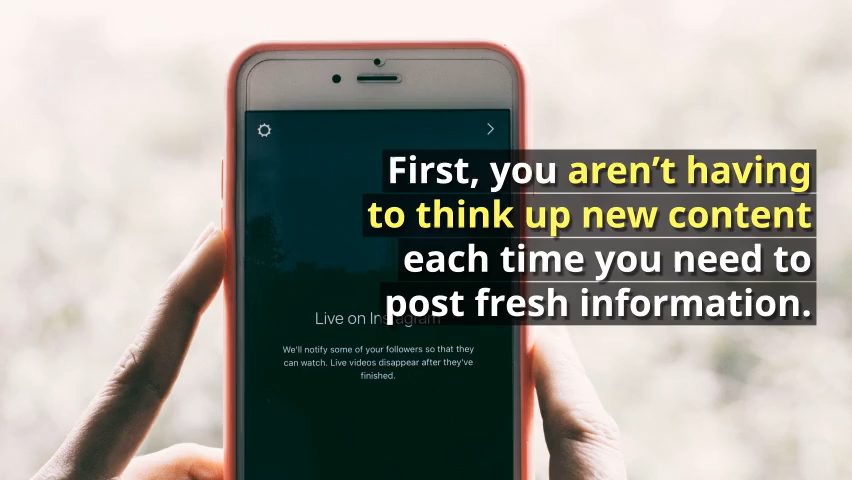 First, you aren’t having
to think up new content
each time you need to
post fresh information.
Live on Instagram
We'll notify some of your followers so that they
can watch. Live videos disappear after they've
finished.